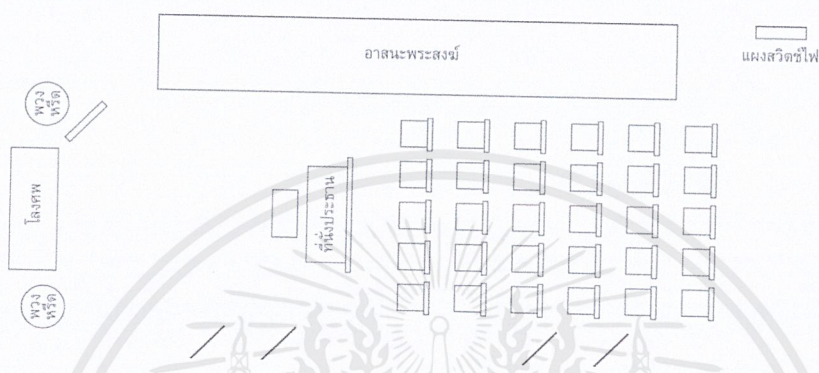 อาสนะพระสงฆ์
แผงสวิตช์ไฟ
พวง
หรีด
โลงศพ
ที่นั่งประธาน
พวง
หรีด